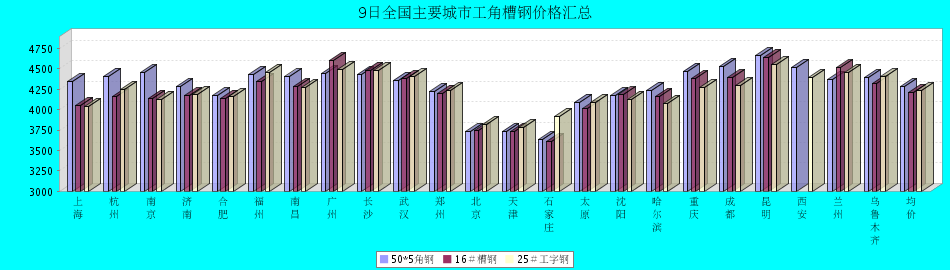 9日全国主要城市工角槽钢价格汇总
4750
4500
4250
4000
3750
3500
3250
3000
上海 杭州 南京 济南 合肥 福州 南昌 广州 长沙 武汉 郑州 北京 天津 石家庄 太原 沈阳 哈尔滨 重庆 成都 昆明 西安 兰州 乌鲁木齐 均价
50*5角钢 16#槽钢 25#工字钢